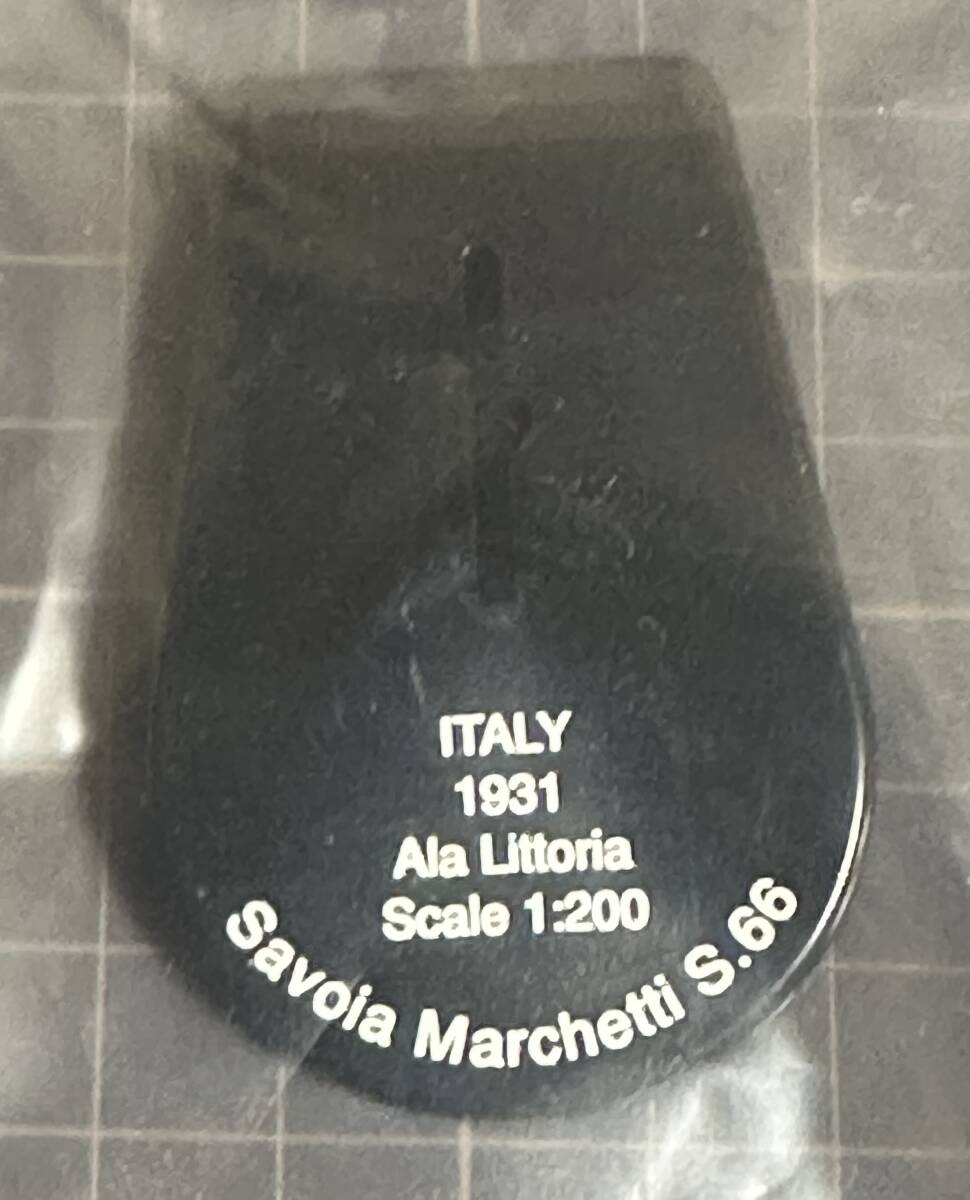 ITALY
1931
Ala Littoria
Scale 1:200
Savoia Marchetti S.66